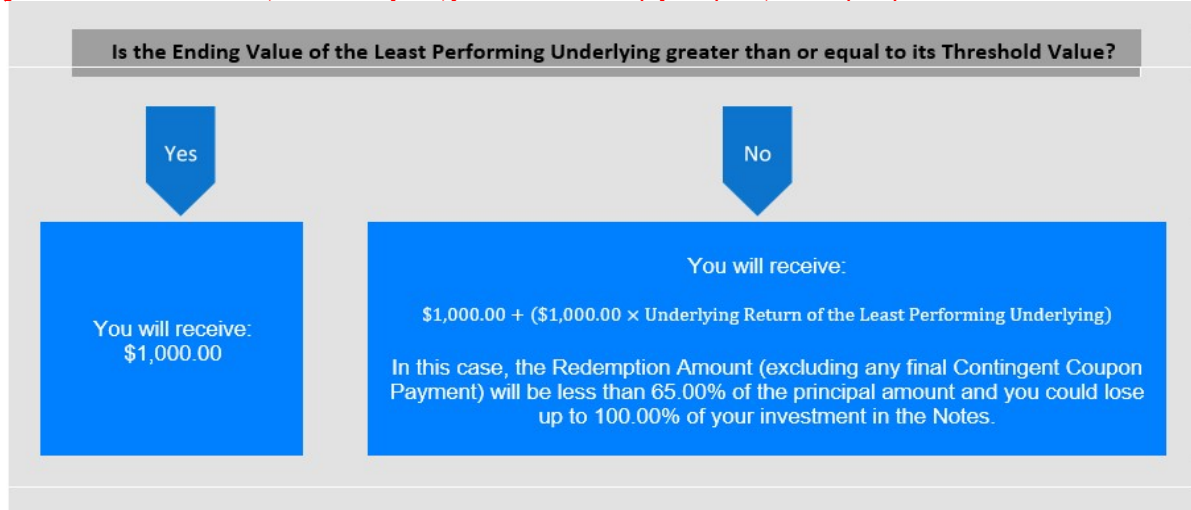 Is the Ending Value of the Least Performing Underlying greater than or equal to its Threshold Value?
Yes
No
You will receive:
$1,000.00
You will receive:
$1,000.00 + ($1,000.00 × Underlying Return of the Least Performing Underlying)
In this case, the Redemption Amount (excluding any final Contingent Coupon
Payment) will be less than 65.00% of the principal amount and you could lose
up to 100.00% of your investment in the Notes.